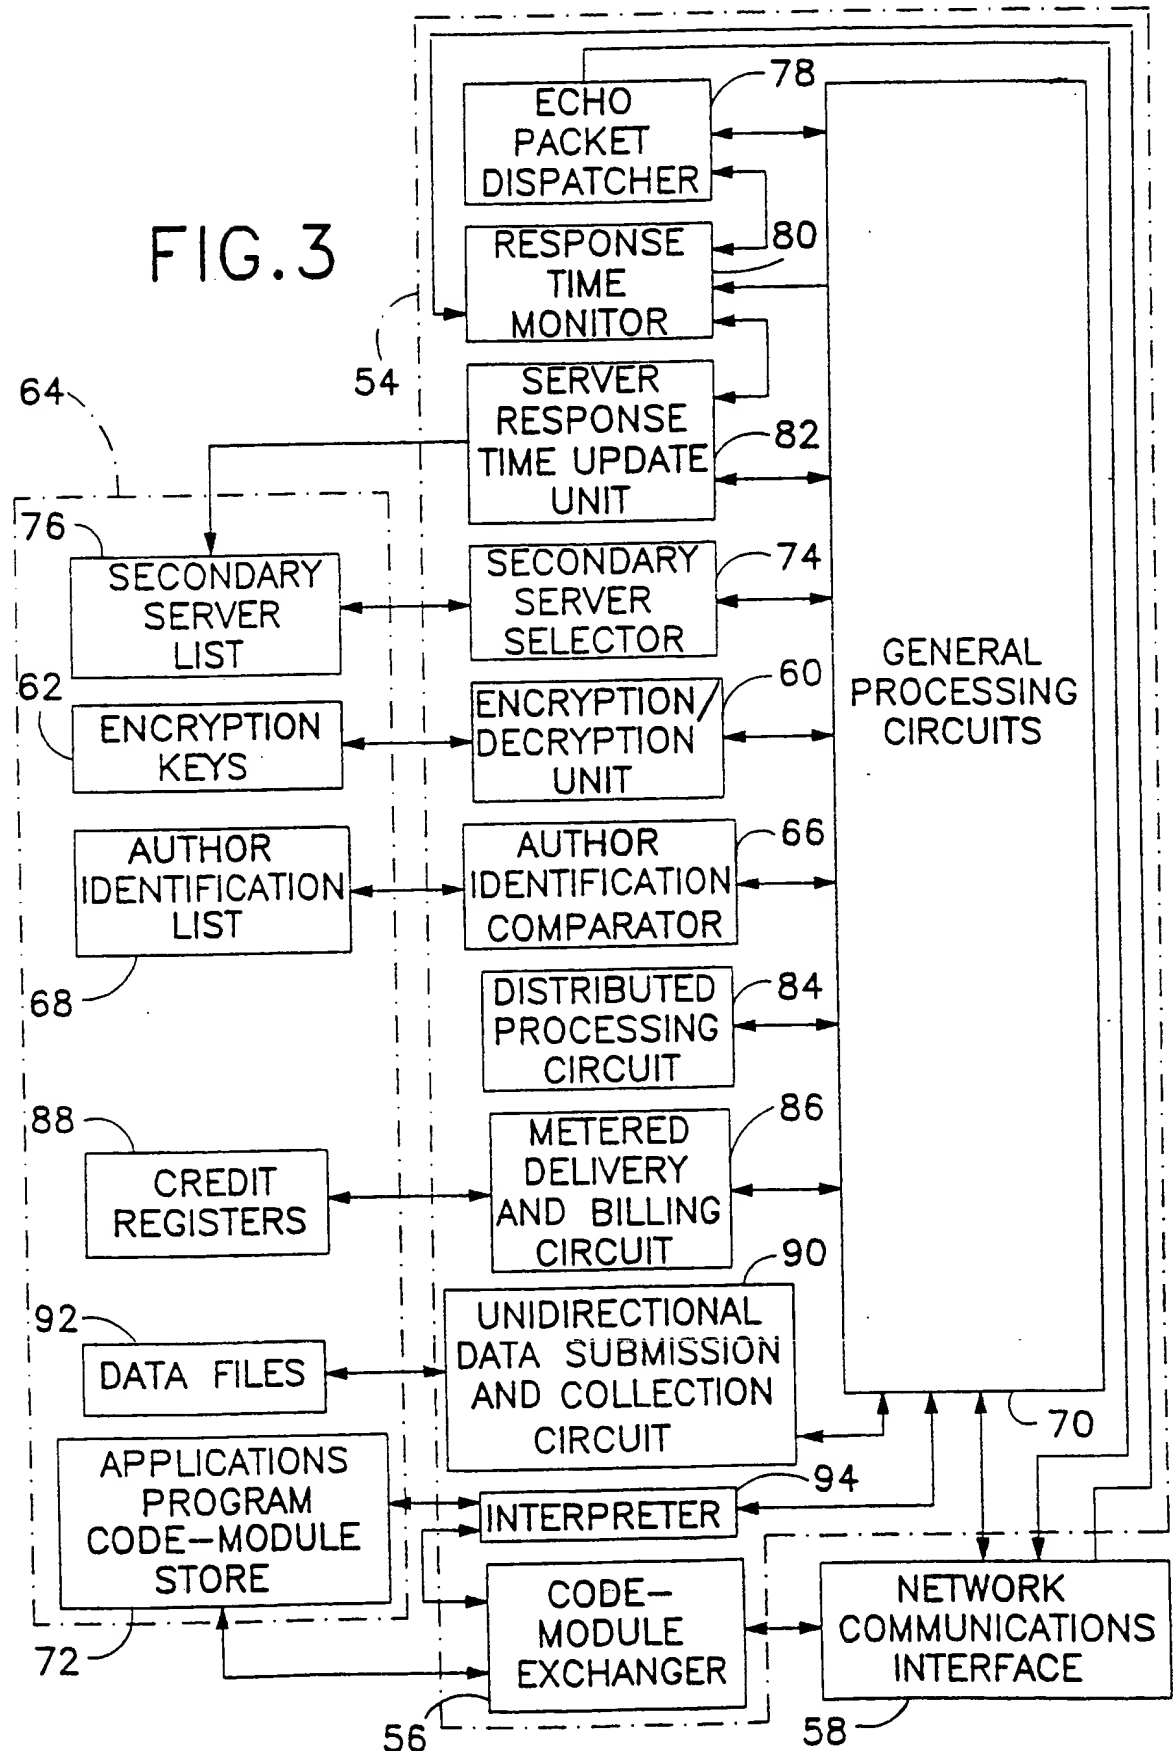 FIG.3
54
64
ECHO
PACKET
DISPATCHER
78
RESPONSE
TIME
MONITOR
80
SERVER
RESPONSE
TIME UPDATE
UNIT
82
76
SECONDARY
SERVER
LIST
SECONDARY
SERVER
SELECTOR
74
GENERAL
PROCESSING
CIRCUITS
62
ENCRYPTION
KEYS
ENCRYPTION/
DECRYPTION
UNIT
60
AUTHOR
IDENTIFICATION
LIST
68
AUTHOR
IDENTIFICATION
COMPARATOR
66
DISTRIBUTED
PROCESSING
CIRCUIT
84
88
CREDIT
REGISTERS
METERED
DELIVERY
AND BILLING
CIRCUIT
86
92
DATA FILES
UNIDIRECTIONAL
DATA SUBMISSION
AND COLLECTION
CIRCUIT
90
70
APPLICATIONS
PROGRAM
CODE-MODULE
STORE
72
INTERPRETER
94
CODE-
MODULE
EXCHANGER
56
NETWORK
COMMUNICATIONS
INTERFACE
58